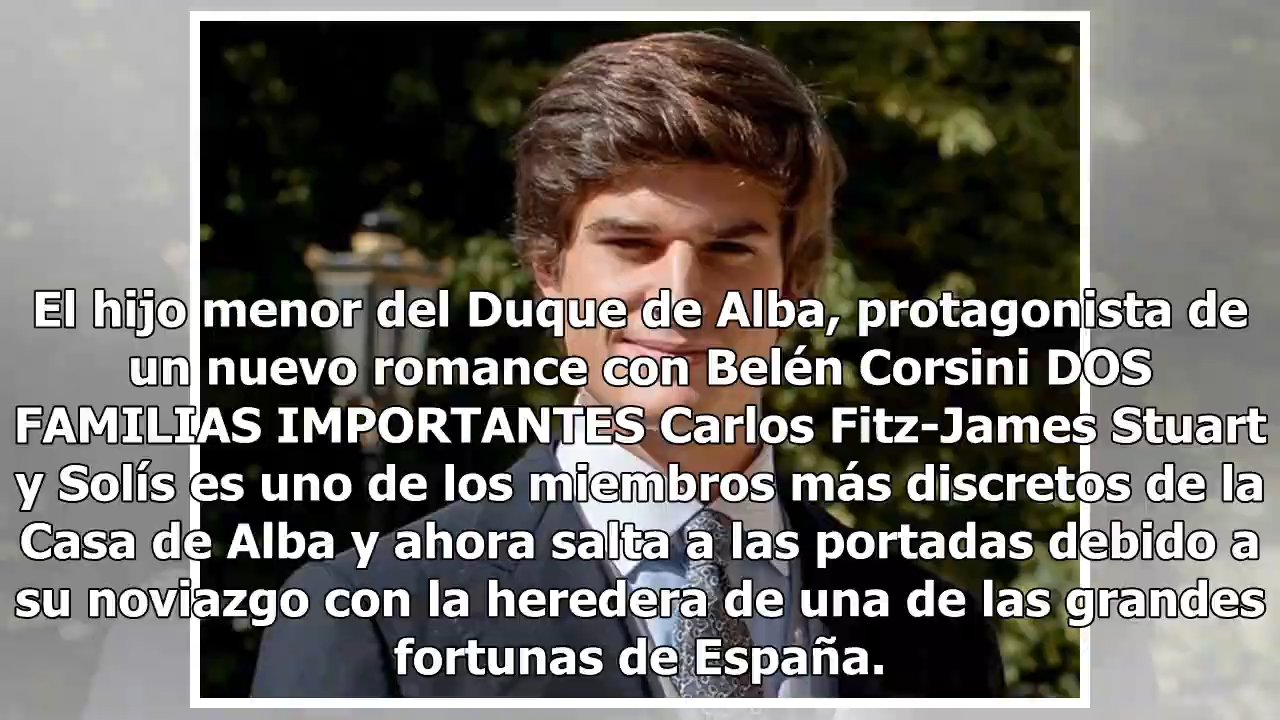 El hijo menor del Duque de Alba, protagonista de
un nuevo romance con Belén Corsini DOS
FAMILIAS IMPORTANTES Carlos Fitz-James Stuart
y Solís es uno de los miembros más discretos de la
Casa de Alba y ahora salta a las portadas debido a
su noviazgo con la heredera de una de las grandes
fortunas de España.